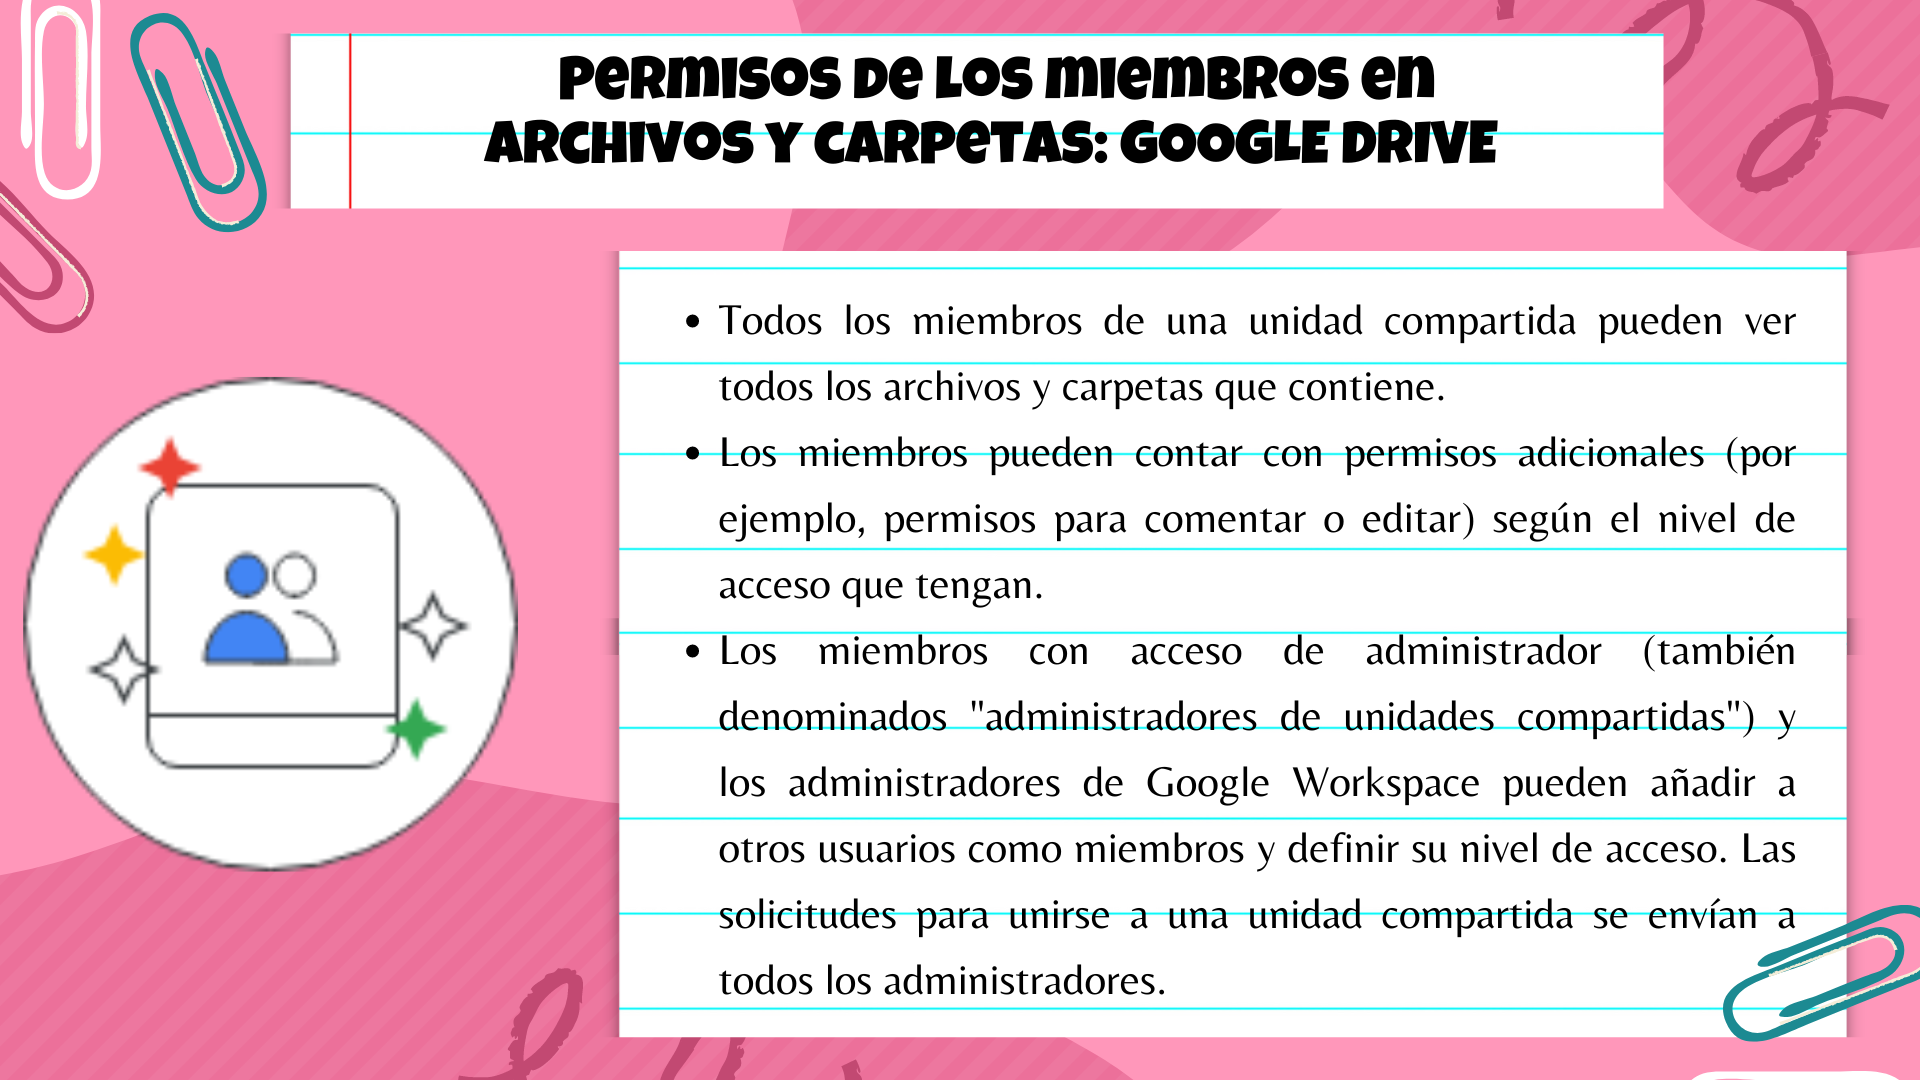 Permisos de los miembros en
archivos y carpetas: Google Drive
• Todos los miembros de una unidad compartida pueden ver
todos los archivos y carpetas que contiene.
• Los miembros pueden contar con permisos adicionales (por
ejemplo, permisos para comentar o editar) según el nivel de
acceso que tengan.
• Los miembros con acceso de administrador (también
denominados "administradores de unidades compartidas") y
los administradores de Google Workspace pueden añadir a
otros usuarios como miembros y definir su nivel de acceso. Las
solicitudes para unirse a una unidad compartida se envían a
todos los administradores.